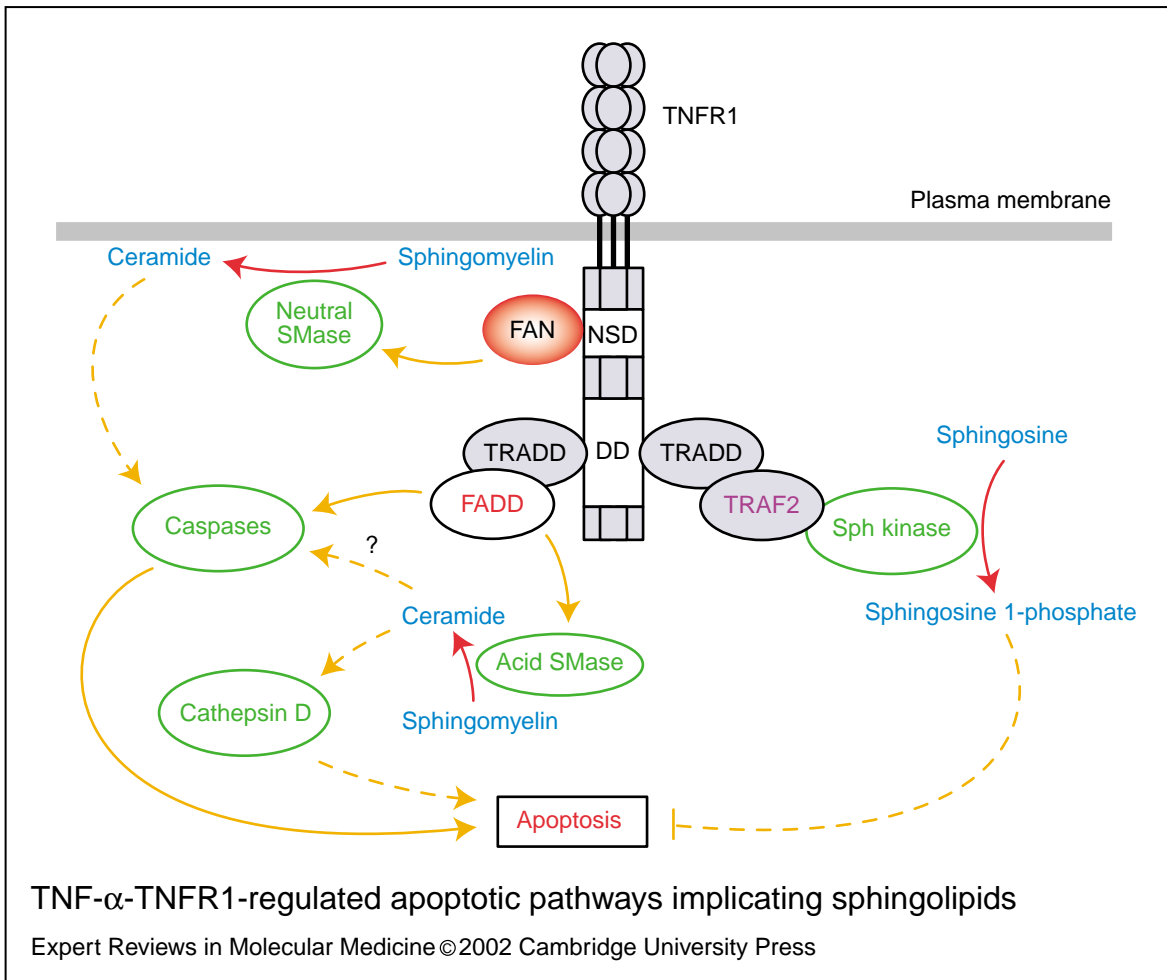 TNFR1
Plasma membrane
Ceramide
Sphingomyelin
Neutral
SMase
FAN
NSD
TRADD
DD
TRADD
Sphingosine
FADD
TRAF2
Caspases
Sph kinase
?
Ceramide
Sphingosine 1-phosphate
Acid SMase
Cathepsin D
Sphingomyelin
Apoptosis
TNF-α-TNFR1-regulated apoptotic pathways implicating sphingolipids
Expert Reviews in Molecular Medicine © 2002 Cambridge University Press